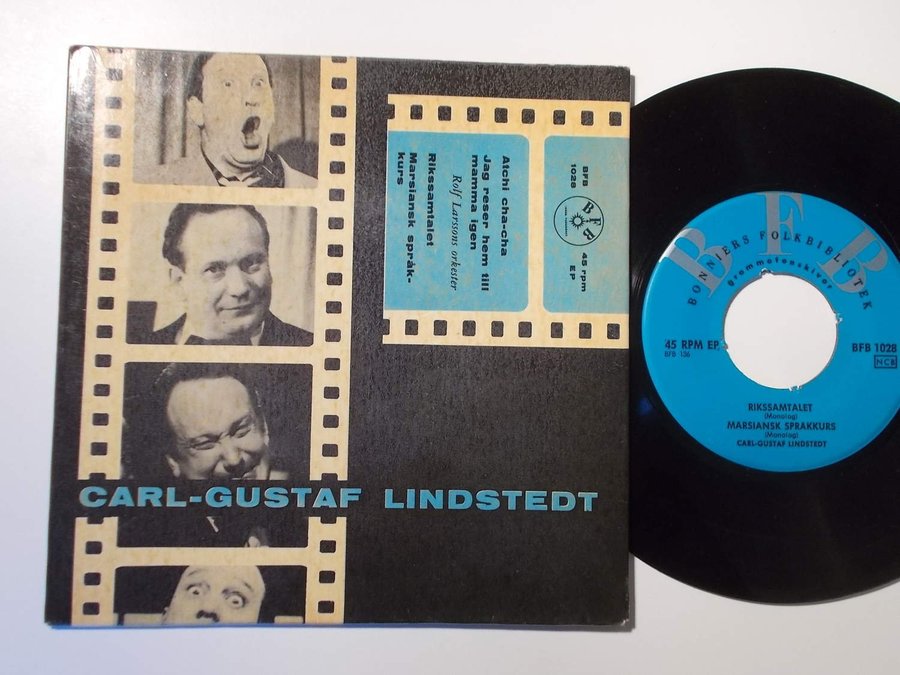 Atchi cha-cha
Jag reser hem till
mamma igen
Rolf Larssons orkester
Rikssamtalet
Marsiansk språk-
kurs
BFB
1028
BFB
45 rpm
EP
CARL-GUSTAF LINDSTEDT
BFB
BONNIERS FOLKBIBLIOTEK
Grammofonskivor
45 RPM EP
BFB 136
BFB 1028
NCB
RIKSSAMTALET
(Monolog)
MARSIANSK SPRAKKURS
(Monolog)
CARL-GUSTAF LINDSTEDT